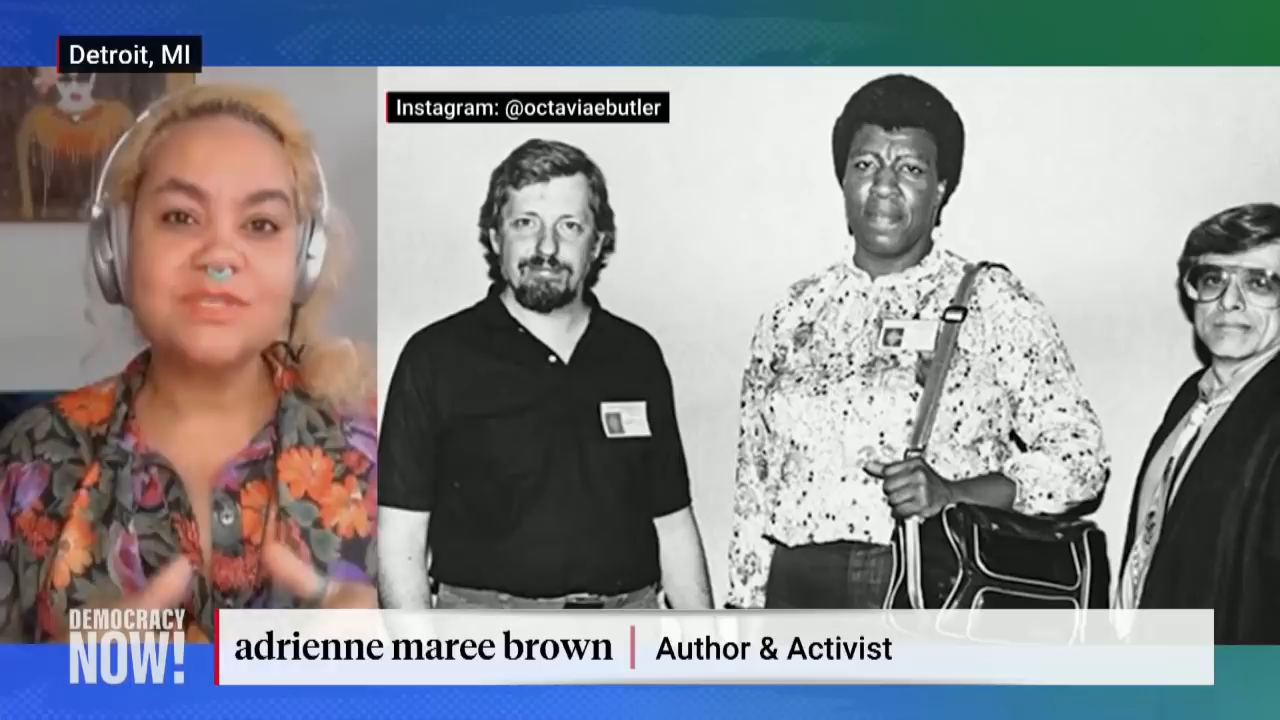 Detroit, MI
Instagram: @octaviaebutler
DEMOCRACY
NOW!
adrienne maree brown | Author & Activist